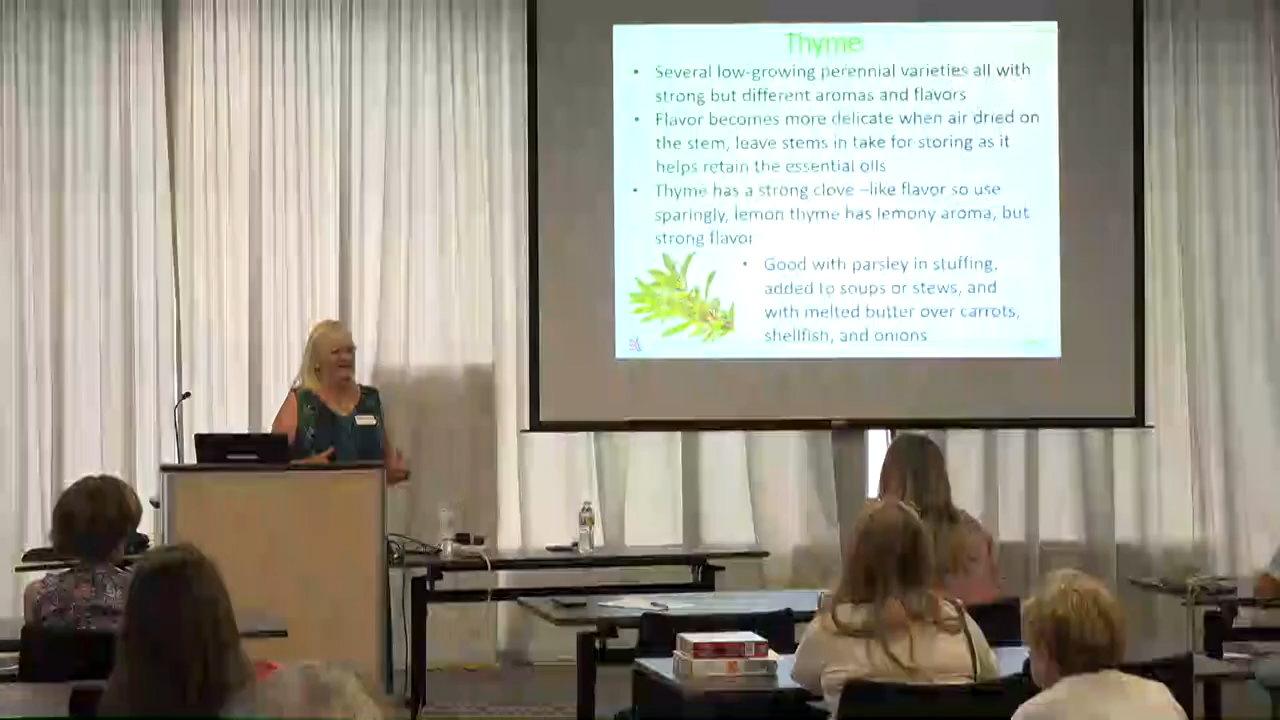 Thyme
• Several low-growing perennial varieties all with
strong but different aromas and flavors
• Flavor becomes more delicate when air dried on
the stem, leave stems in take for storing as it
helps retain the essential oils
• Thyme has a strong clove –like flavor so use
sparingly, lemon thyme has lemony aroma, but
strong flavor
• Good with parsley in stuffing,
added to soups or stews, and
with melted butter over carrots,
shellfish, and onions